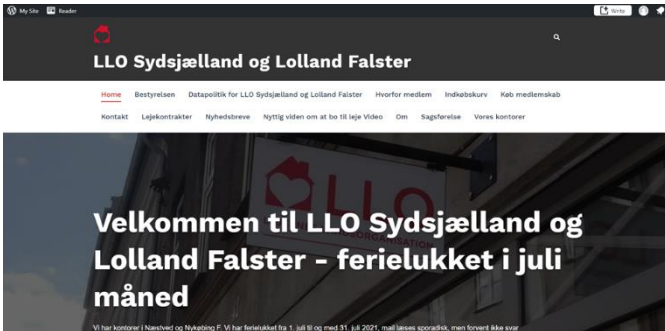 My Site Reader Write
LLO Sydsjælland og Lolland Falster
Home Bestyrelsen Datapolitik for LLO Sydsjælland og Lolland Falster Hvorfor medlem Indkøbskurv Køb medlemskab
Kontakt Lejekontrakter Nyhedsbreve Nyttig viden om at bo til leje Video Om Sagsførelse Vores kontorer
LLO
Velkommen til LLO Sydsjælland og
Lolland Falster - ferielukket i juli
måned
Vi har kontorer i Næstved og Nykøbing F. Vi har ferielukket fra 1. juli til og med 31. juli 2021, mail læses sporadisk, men forvent ikke svar